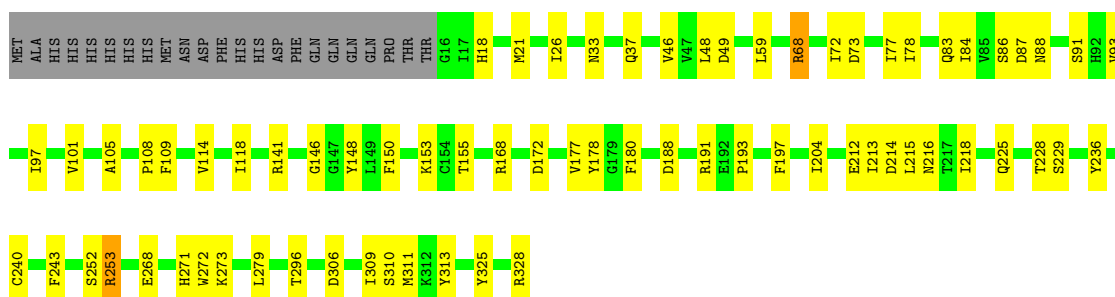 MET ALA HIS HIS HIS HIS HIS HIS MET ASN ASP PHE HIS HIS ASP PHE GLN GLN GLN GLN PRO THR THR G16 I17 H18 M21 I26 N33 Q37 V46 V47 L48 D49 L59 R68 I72 D73 I77 I78 Q83 I84 V85 S86 D87 N88 S91 H92 V93
I97 V101 A105 P108 F109 V114 I118 R141 G146 G147 Y148 L149 F150 K153 C154 T155 R168 D172 V177 Y178 G179 F180 D188 R191 E192 P193 F197 I204 E212 I213 D214 L215 N216 T217 I218 Q225 T228 S229 Y236
C240 F243 S252 R253 E268 H271 W272 K273 L279 T296 D306 I309 S310 M311 K312 Y313 Y325 R328